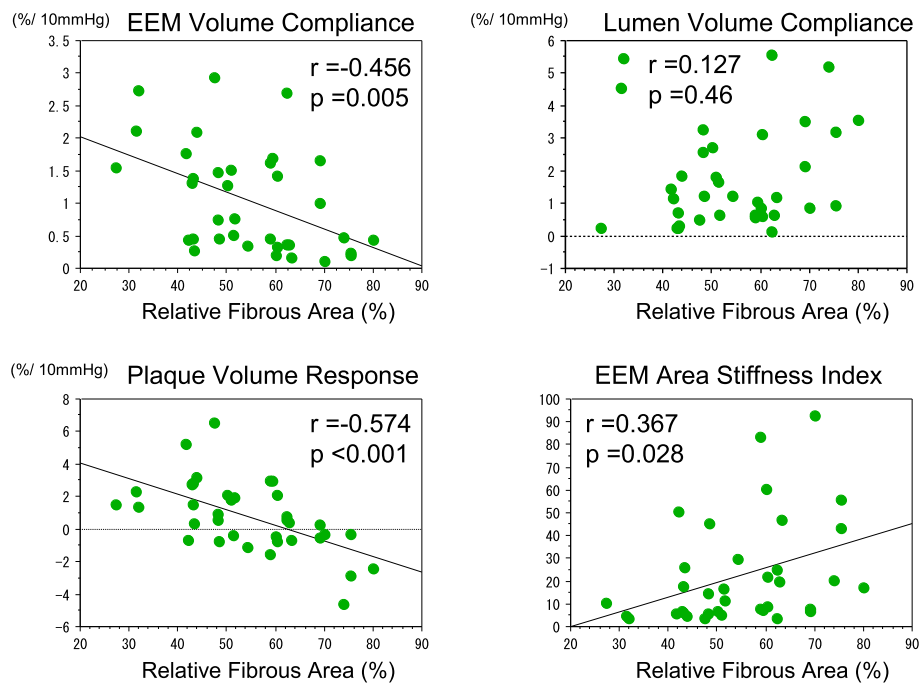 (%/ 10mmHg) EEM Volume Compliance
3.5
3
2.5
2
1.5
1
0.5
0
r =-0.456
p =0.005
20 30 40 50 60 70 80 90
Relative Fibrous Area (%)
(%/ 10mmHg) Lumen Volume Compliance
6
5
4
3
2
1
0
-1
r =0.127
p =0.46
20 30 40 50 60 70 80 90
Relative Fibrous Area (%)
(%/ 10mmHg) Plaque Volume Response
8
6
4
2
0
-2
-4
-6
r =-0.574
p <0.001
20 30 40 50 60 70 80 90
Relative Fibrous Area (%)
EEM Area Stiffness Index
100
90
80
70
60
50
40
30
20
10
0
r =0.367
p =0.028
20 30 40 50 60 70 80 90
Relative Fibrous Area (%)